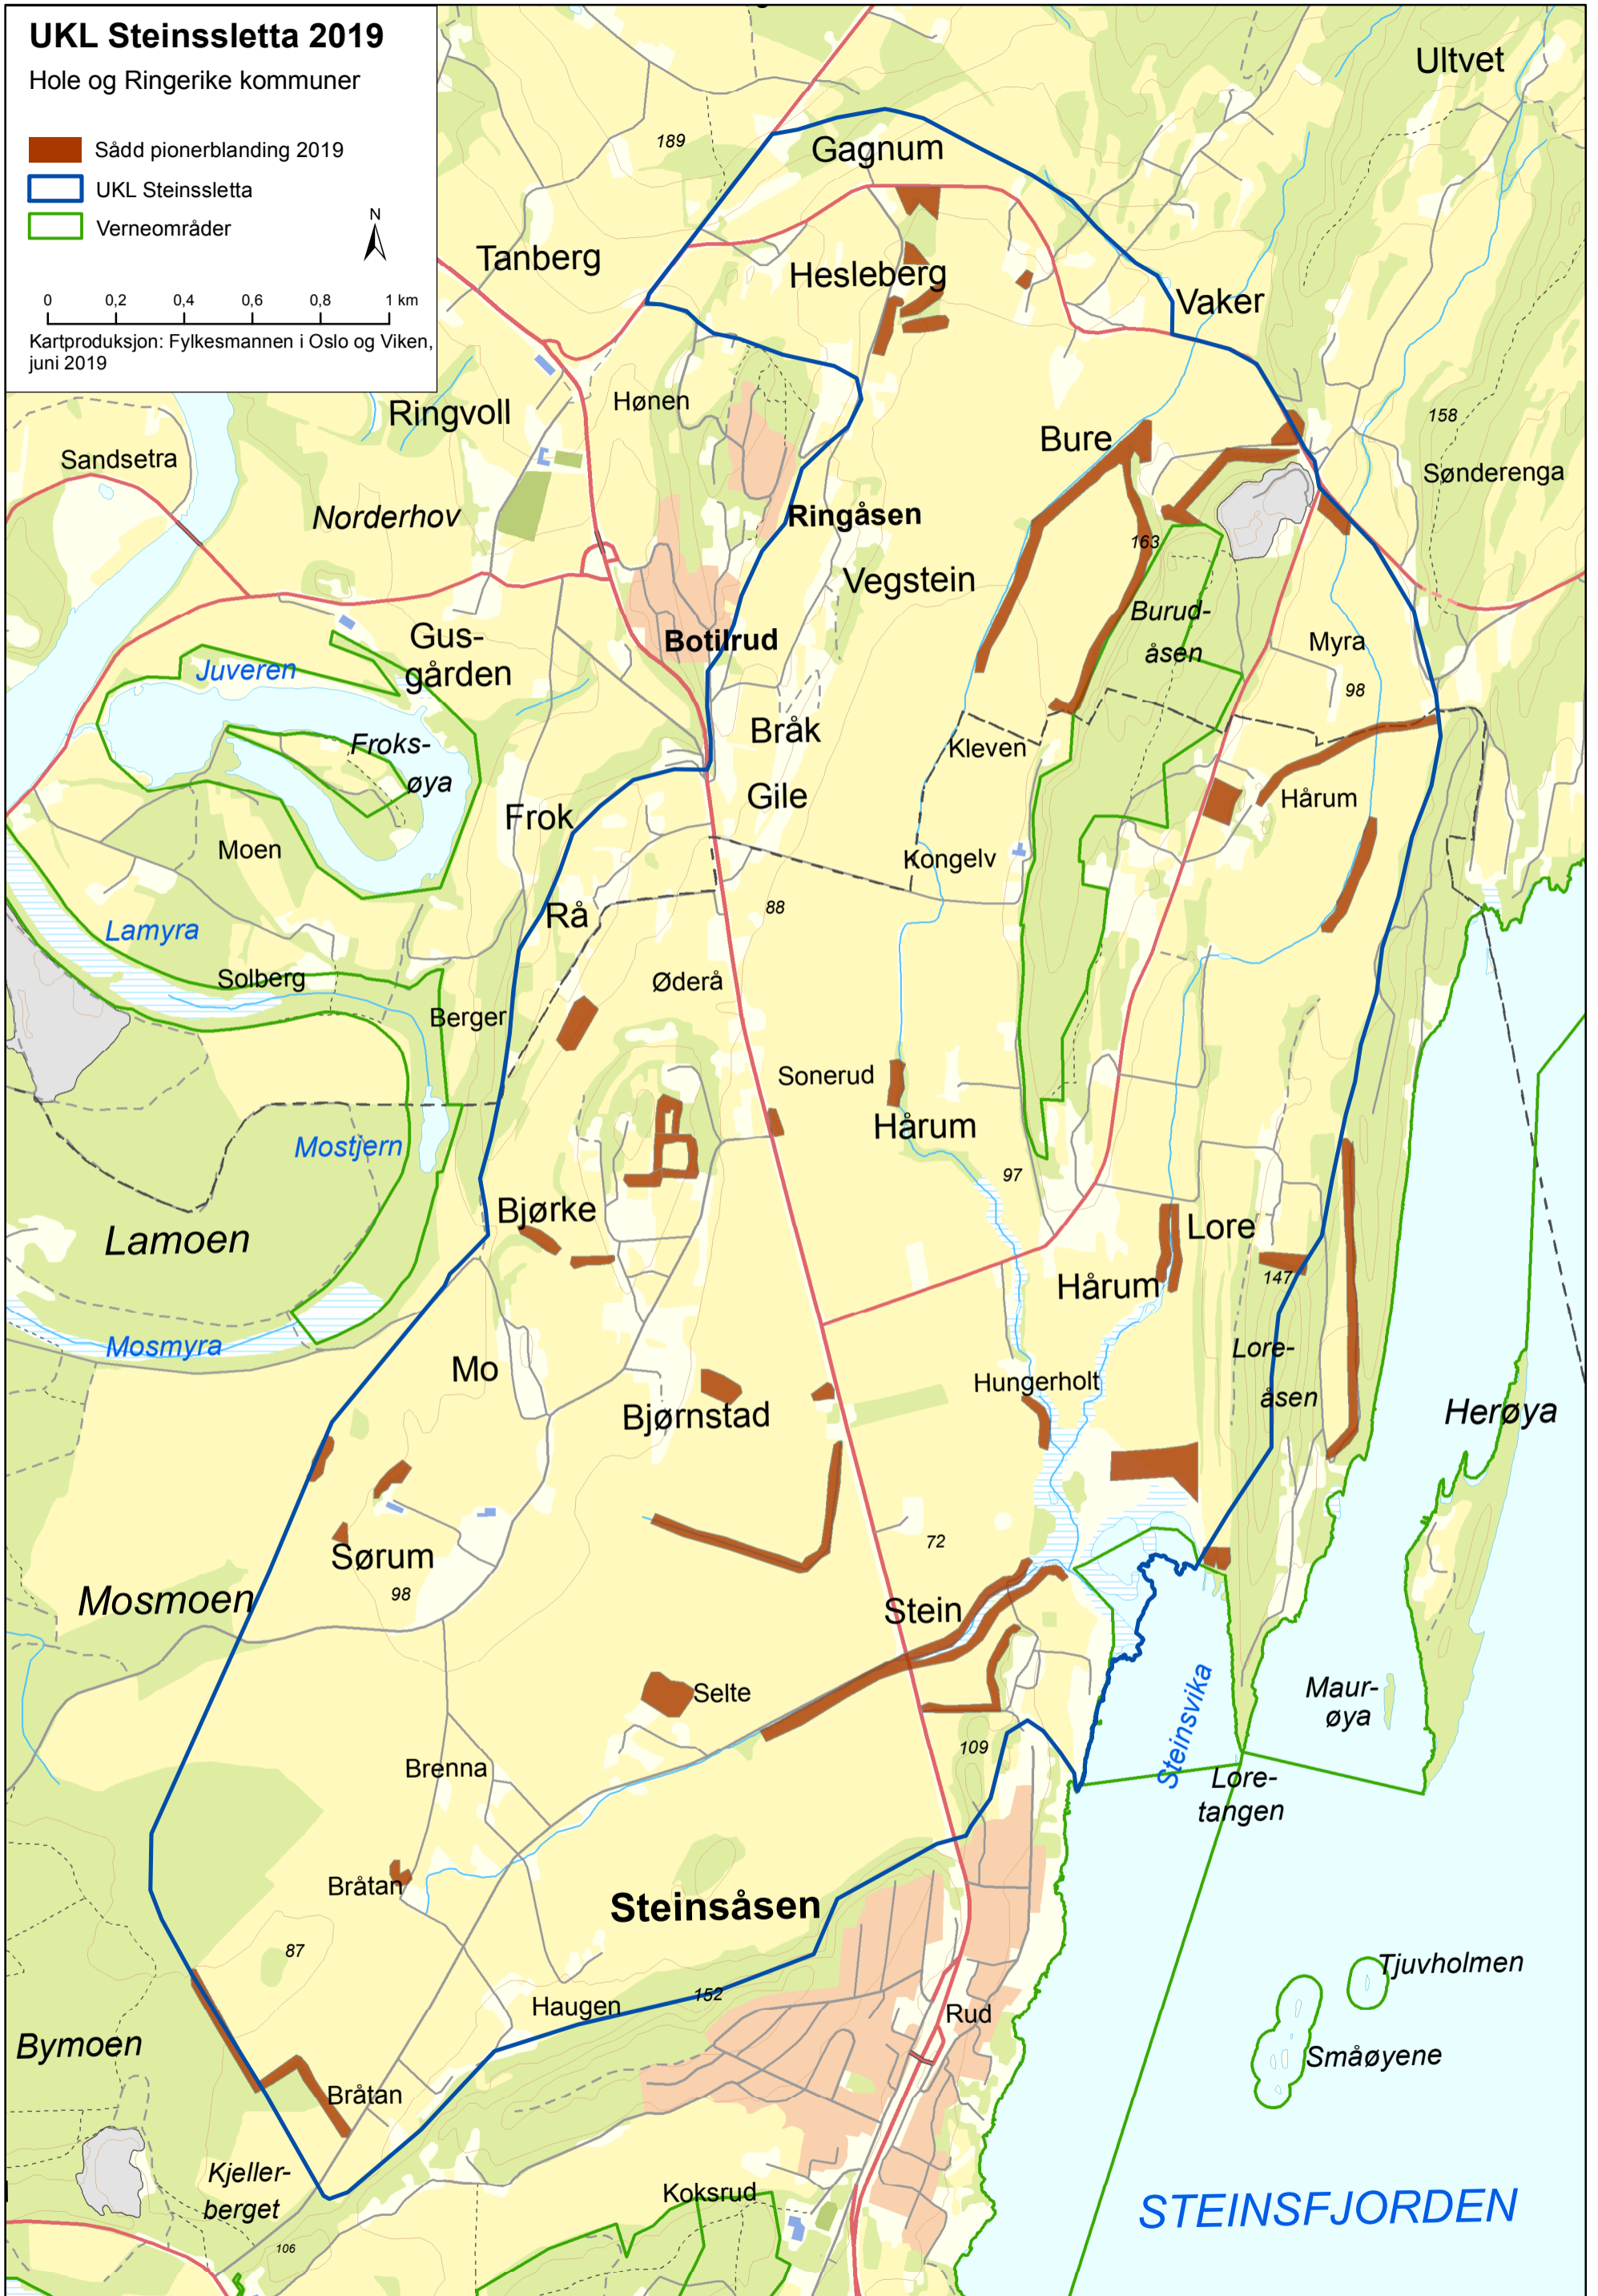 UKL Steinssletta 2019
Hole og Ringerike kommuner
Sådd pionerblanding 2019
UKL Steinssletta
Verneområder
N
0 0,2 0,4 0,6 0,8 1 km
Kartproduksjon: Fylkesmannen i Oslo og Viken,
juni 2019
Ultvet
189
Gagnum
Tanberg
Hesleberg
Vaker
Hønen
Ringvoll
158
Bure
Sandsetra
Sønderenga
Norderhov
Ringåsen
163
Vegstein
Burud-
åsen
Gus-
gården
Botilrud
Myra
Juveren
98
Bråk
Froks-
øya
Kleven
Gile
Hårum
Frok
Moen
Kongelv
88
Rå
Lamyra
Solberg
Øderå
Berger
Sonerud
Hårum
Mostjern
97
Bjørke
Lore
Lamoen
147
Hårum
Mosmyra
Lore-
åsen
Mo
Hungerholt
Bjørnstad
Herøya
72
Sørum
98
Mosmoen
Stein
Selte
Maur-
øya
Steinsvika
109
Brenna
Lore-
tangen
Bråtan
Steinsåsen
87
Tjuvholmen
152
Haugen
Rud
Bymoen
Småøyene
Bråtan
Kjeller-
berget
Koksrud
STEINSFJORDEN
106